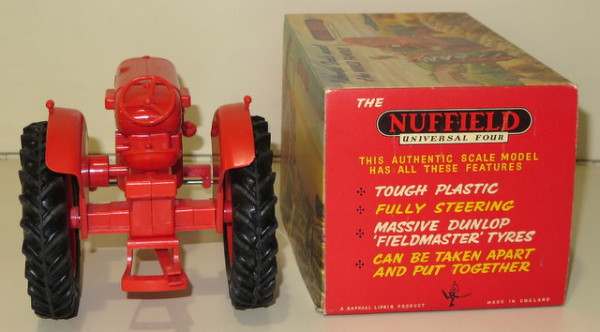 THE
NUFFIELD
UNIVERSAL FOUR
THIS AUTHENTIC SCALE MODEL
HAS ALL THESE FEATURES
TOUGH PLASTIC
FULLY STEERING
MASSIVE DUNLOP
'FIELDMASTER' TYRES
CAN BE TAKEN APART
AND PUT TOGETHER
A RAPHAEL LIPKIN PRODUCT
MADE IN ENGLAND